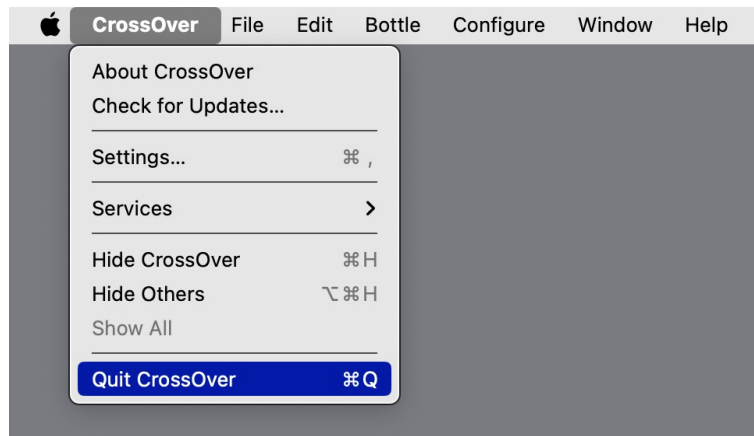 CrossOver File Edit Bottle Configure Window Help
About CrossOver
Check for Updates...
Settings... ⌘ ,
Services >
Hide CrossOver ⌘H
Hide Others ⌥⌘H
Show All
Quit CrossOver ⌘Q